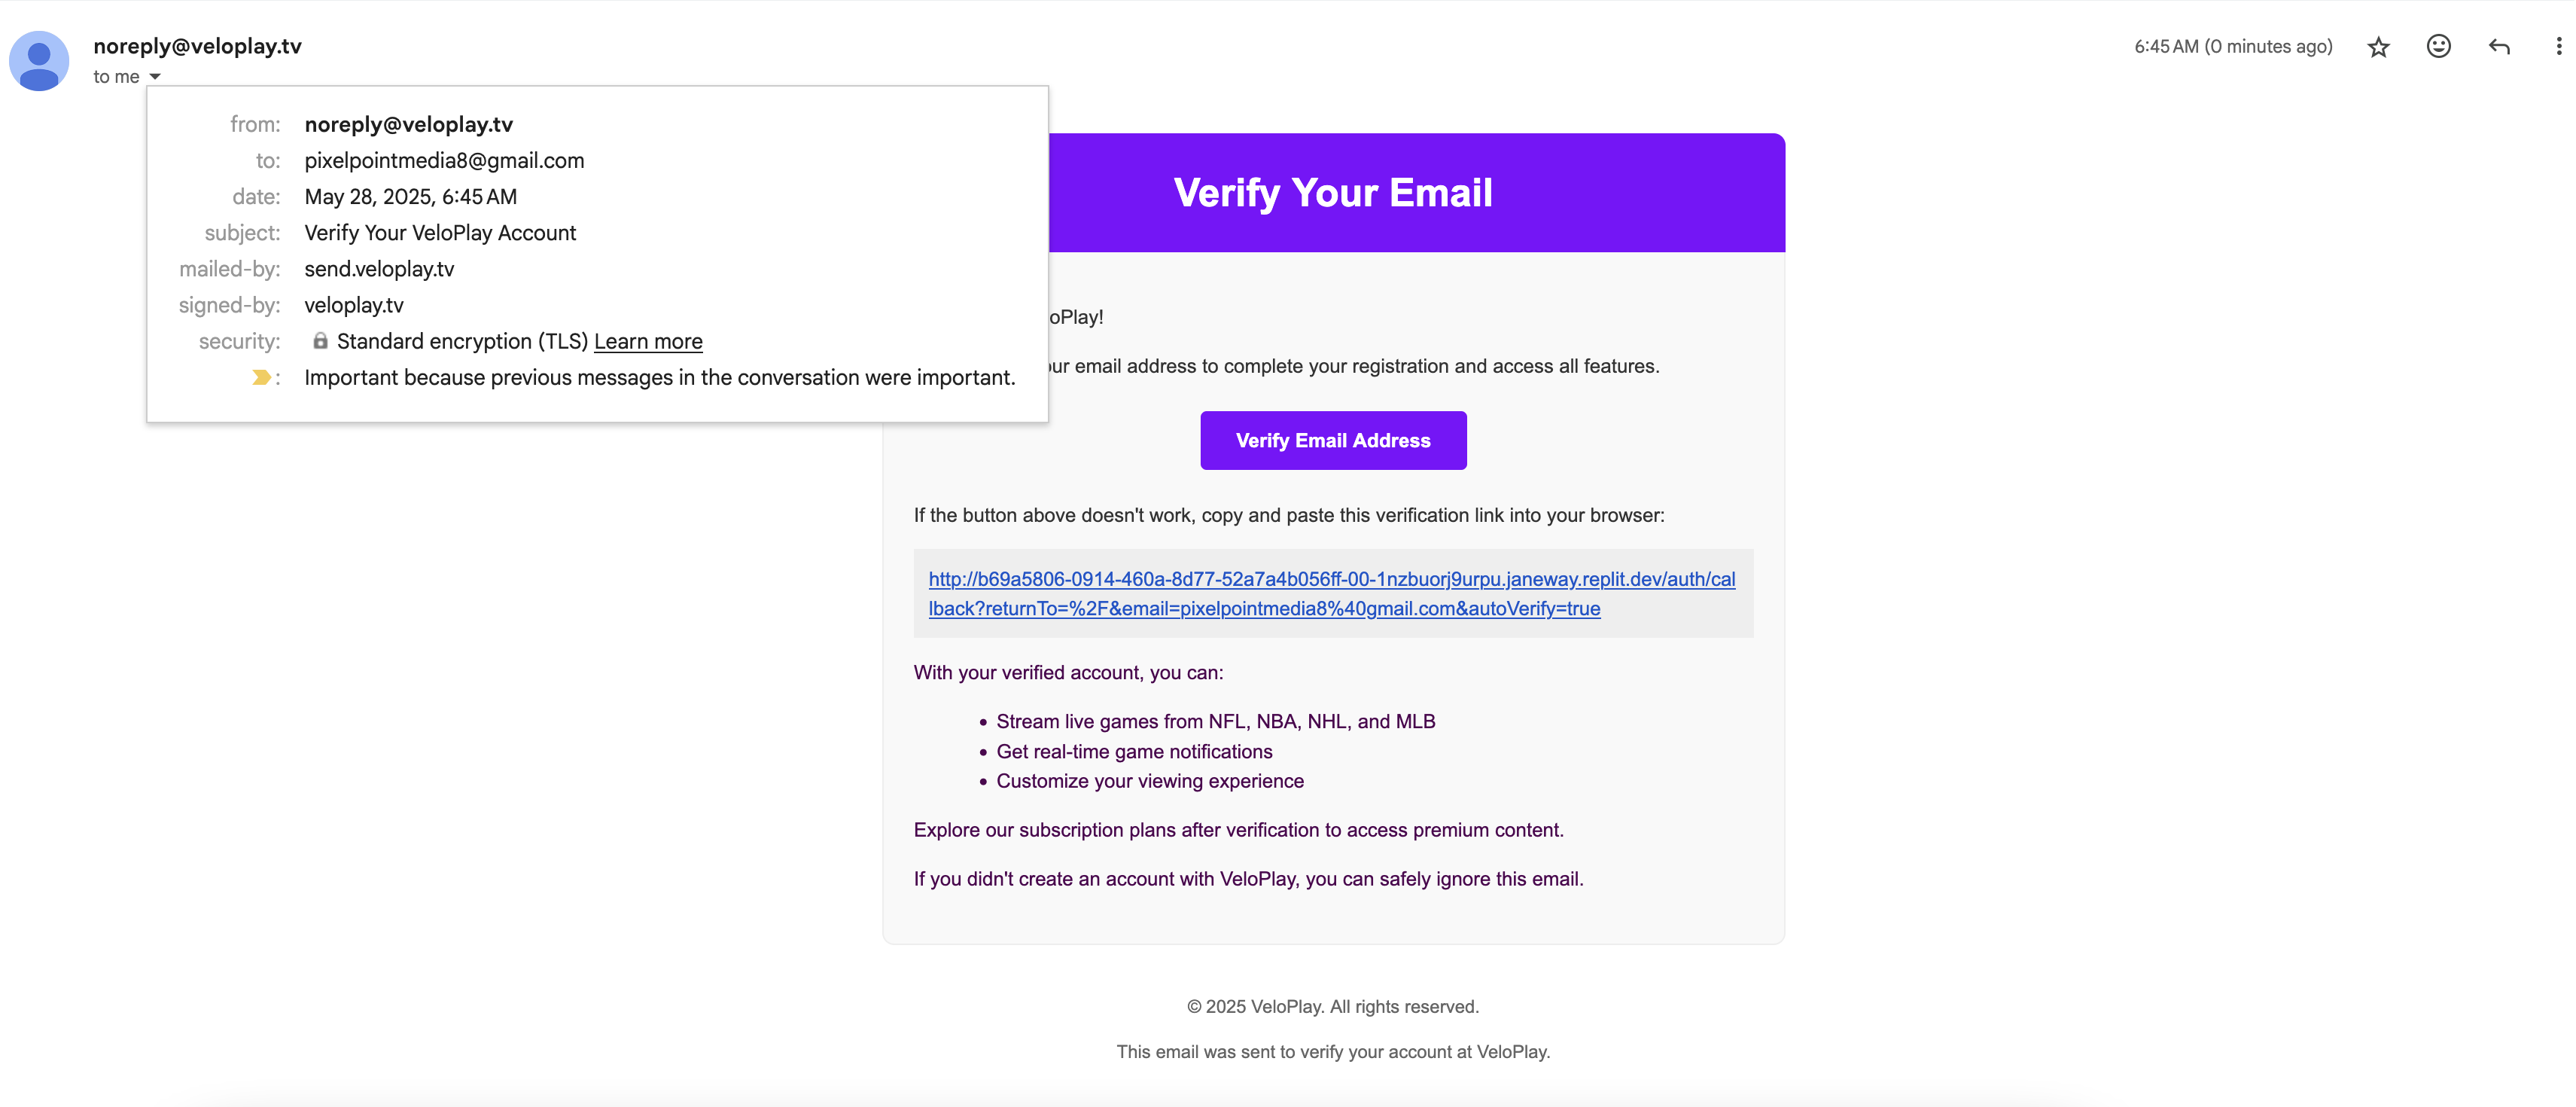 noreply@veloplay.tv
6:45 AM (0 minutes ago)
to me
from: noreply@veloplay.tv
to: pixelpointmedia8@gmail.com
date: May 28, 2025, 6:45 AM
subject: Verify Your VeloPlay Account
mailed-by: send.veloplay.tv
signed-by: veloplay.tv
security: Standard encryption (TLS) Learn more
: Important because previous messages in the conversation were important.
Verify Your Email
oPlay!
ur email address to complete your registration and access all features.
Verify Email Address
If the button above doesn't work, copy and paste this verification link into your browser:
http://b69a5806-0914-460a-8d77-52a7a4b056ff-00-1nzbuorj9urpu.janeway.replit.dev/auth/cal
lback?returnTo=%2F&email=pixelpointmedia8%40gmail.com&autoVerify=true
With your verified account, you can:
• Stream live games from NFL, NBA, NHL, and MLB
• Get real-time game notifications
• Customize your viewing experience
Explore our subscription plans after verification to access premium content.
If you didn't create an account with VeloPlay, you can safely ignore this email.
© 2025 VeloPlay. All rights reserved.
This email was sent to verify your account at VeloPlay.